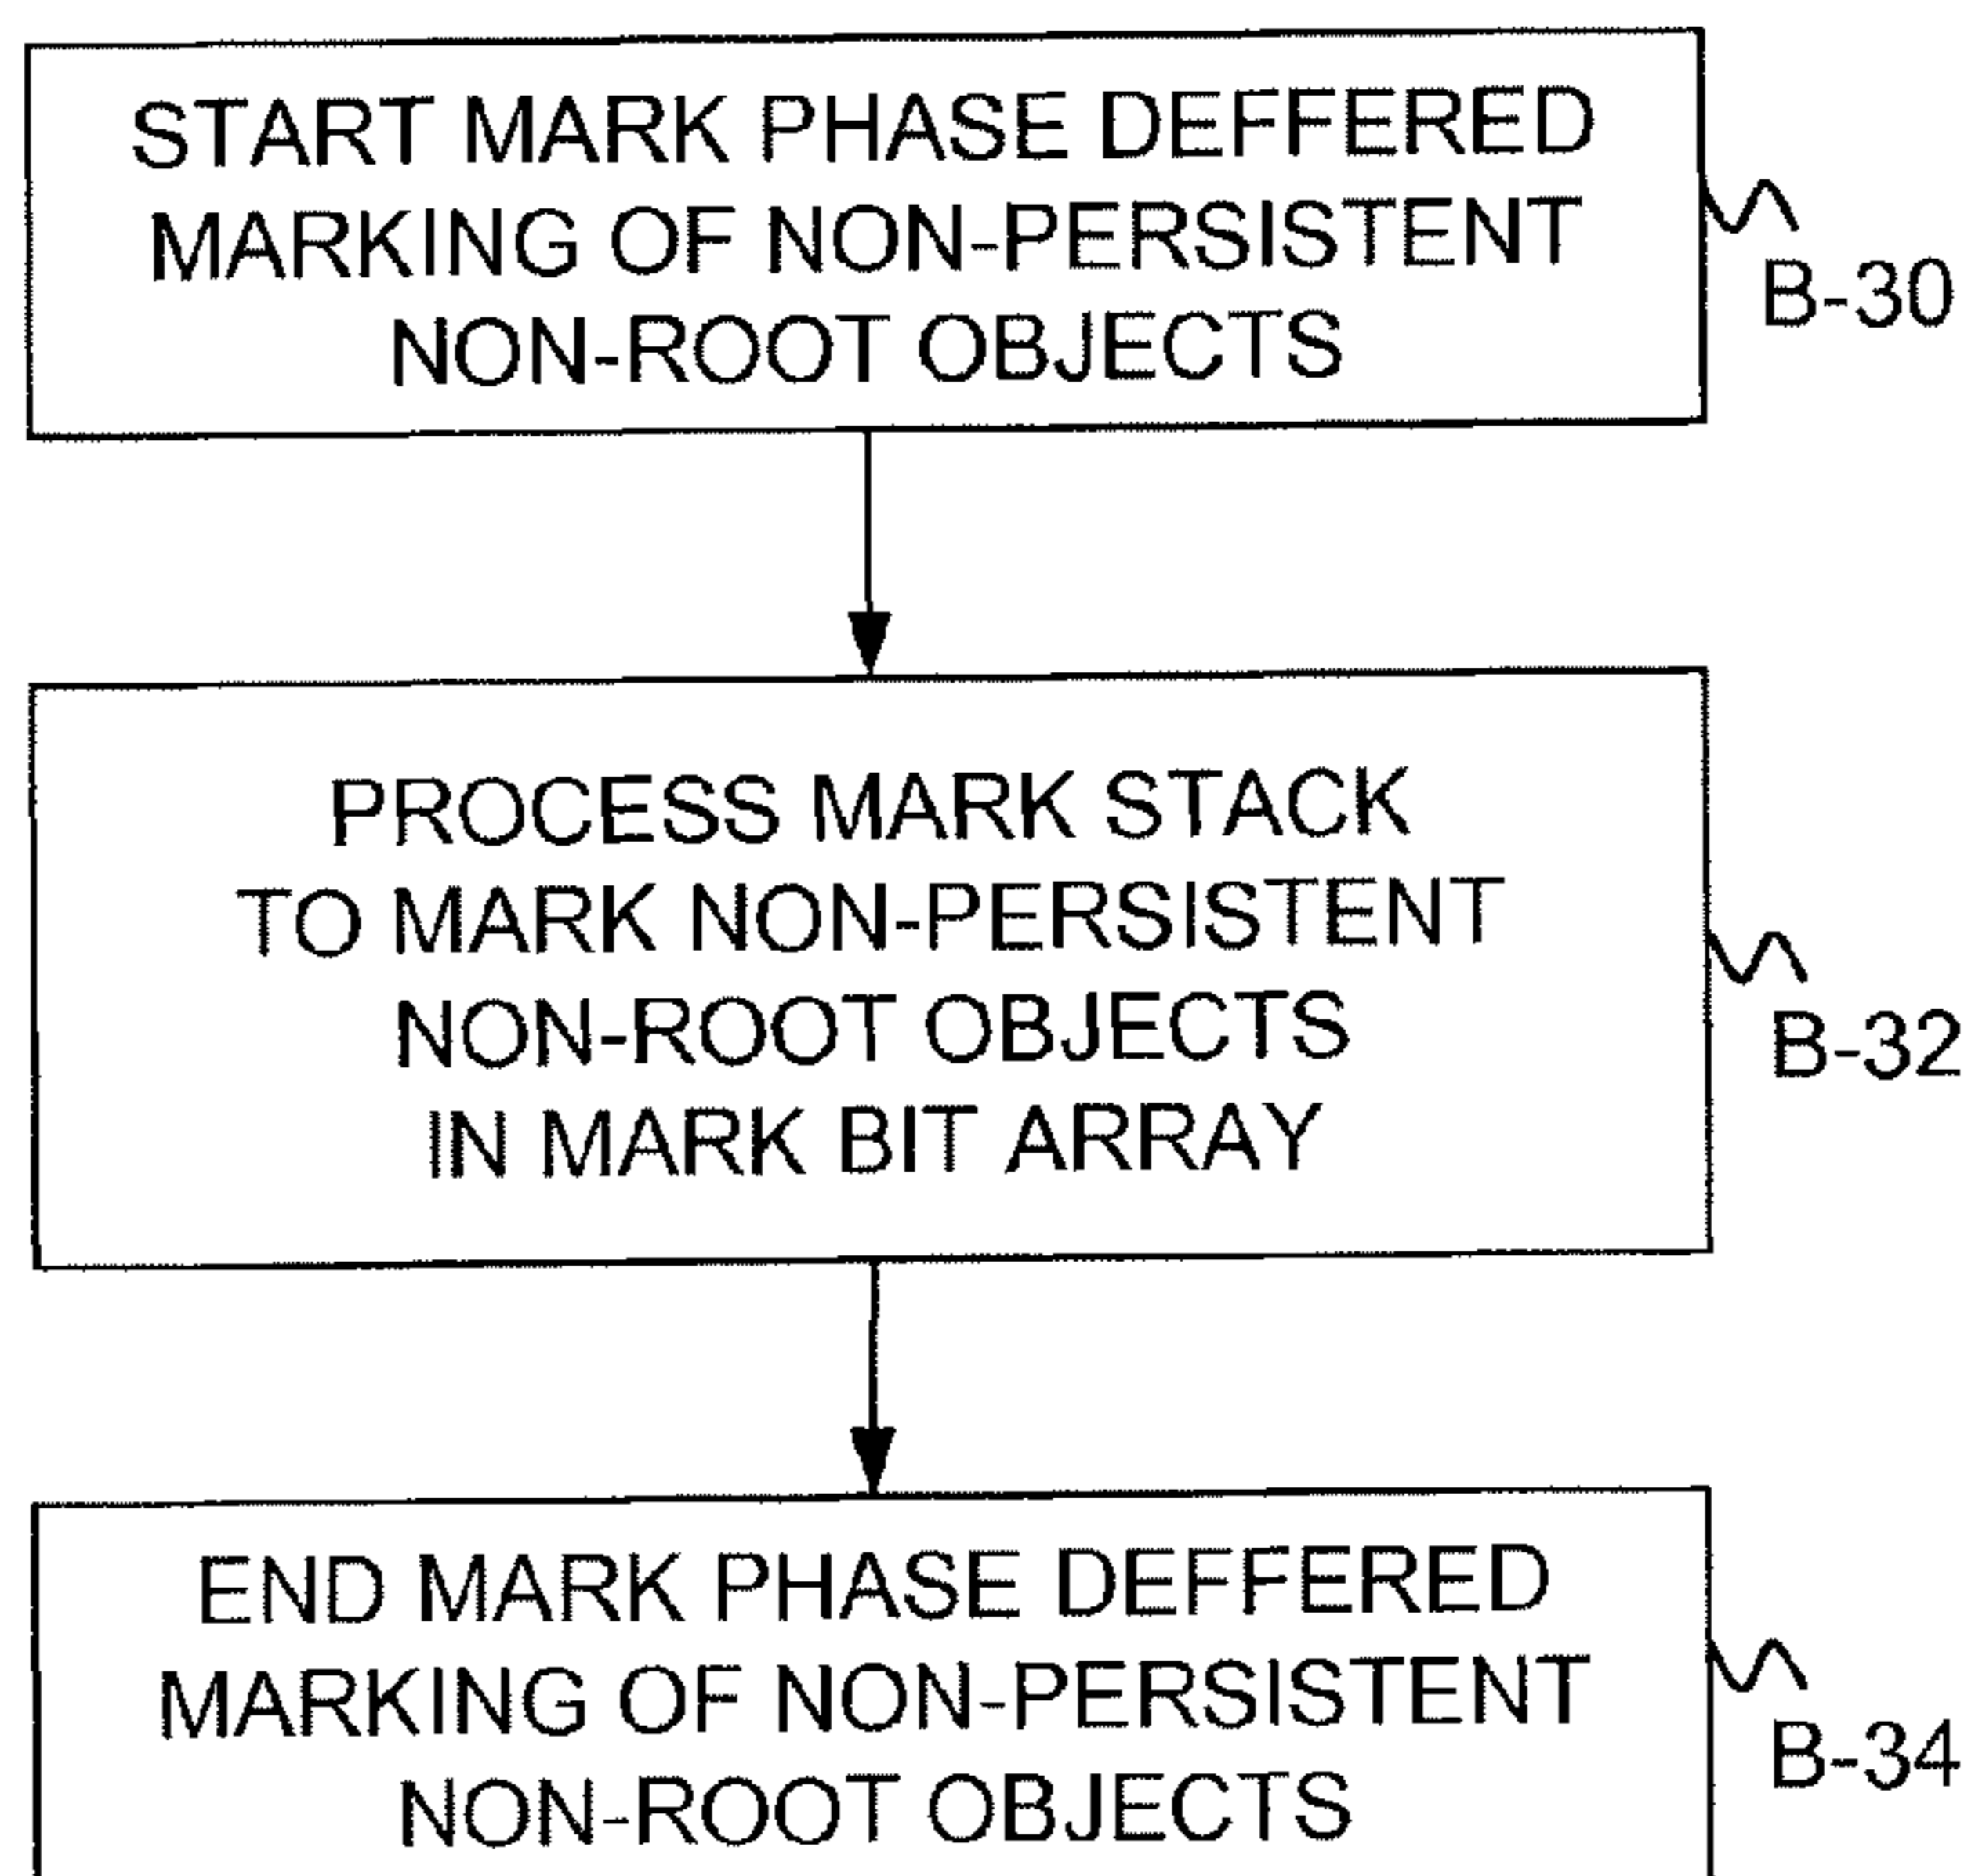 START MARK PHASE DEFFERED
MARKING OF NON-PERSISTENT
NON-ROOT OBJECTS
B-30
PROCESS MARK STACK
TO MARK NON-PERSISTENT
NON-ROOT OBJECTS
IN MARK BIT ARRAY
B-32
END MARK PHASE DEFFERED
MARKING OF NON-PERSISTENT
NON-ROOT OBJECTS
B-34